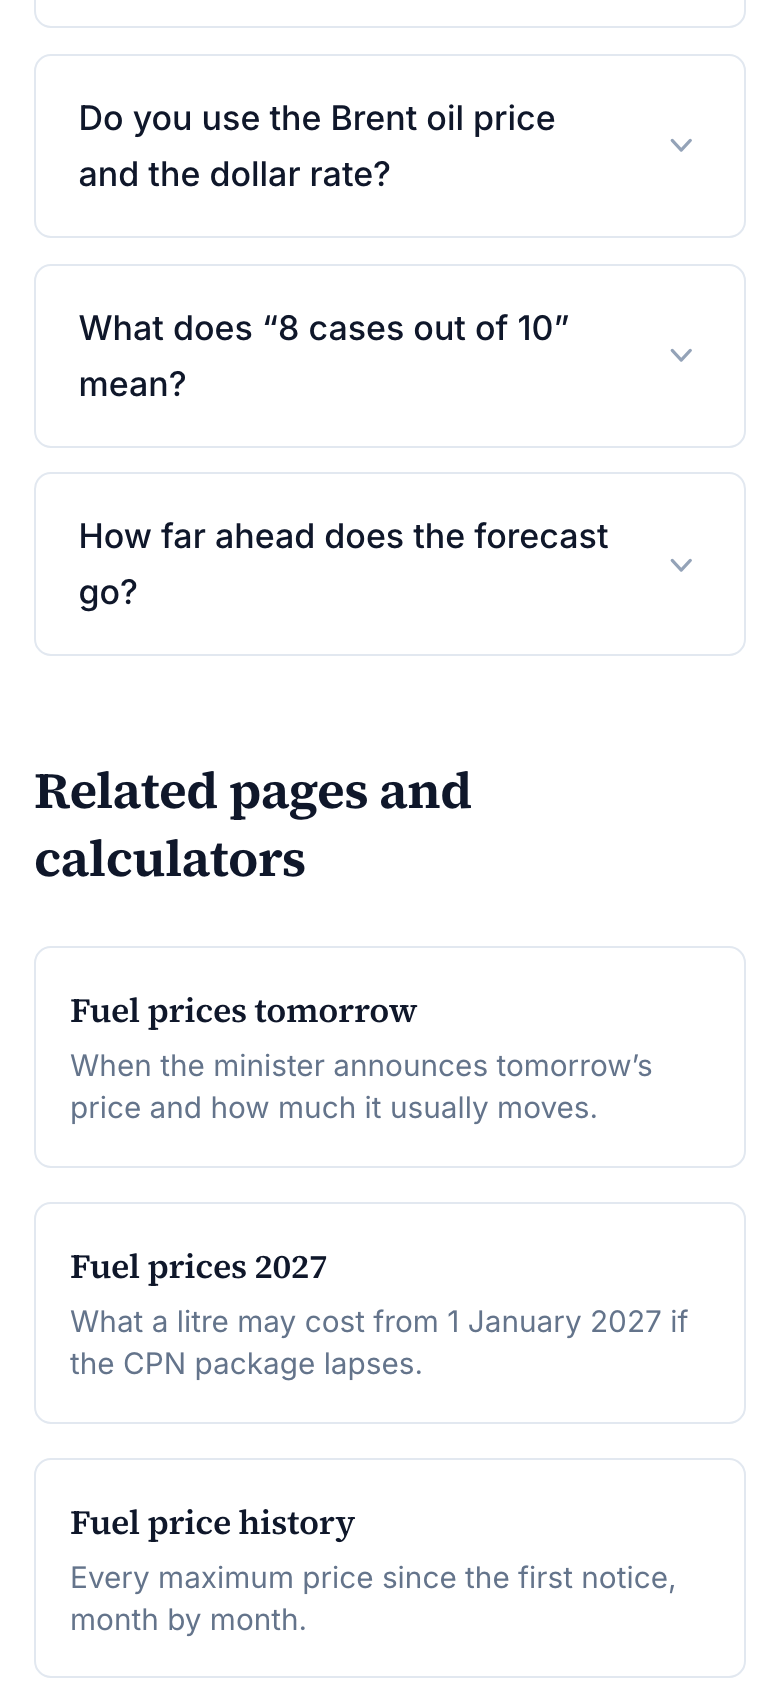 Do you use the Brent oil price
and the dollar rate?
What does “8 cases out of 10”
mean?
How far ahead does the forecast
go?
Related pages and
calculators
Fuel prices tomorrow
When the minister announces tomorrow’s
price and how much it usually moves.
Fuel prices 2027
What a litre may cost from 1 January 2027 if
the CPN package lapses.
Fuel price history
Every maximum price since the first notice,
month by month.